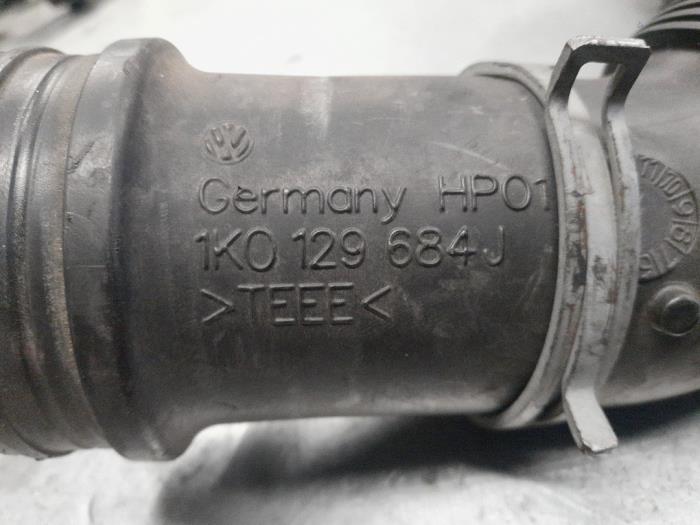 Germany HP01
1K0 129 684 J
>TEEE<